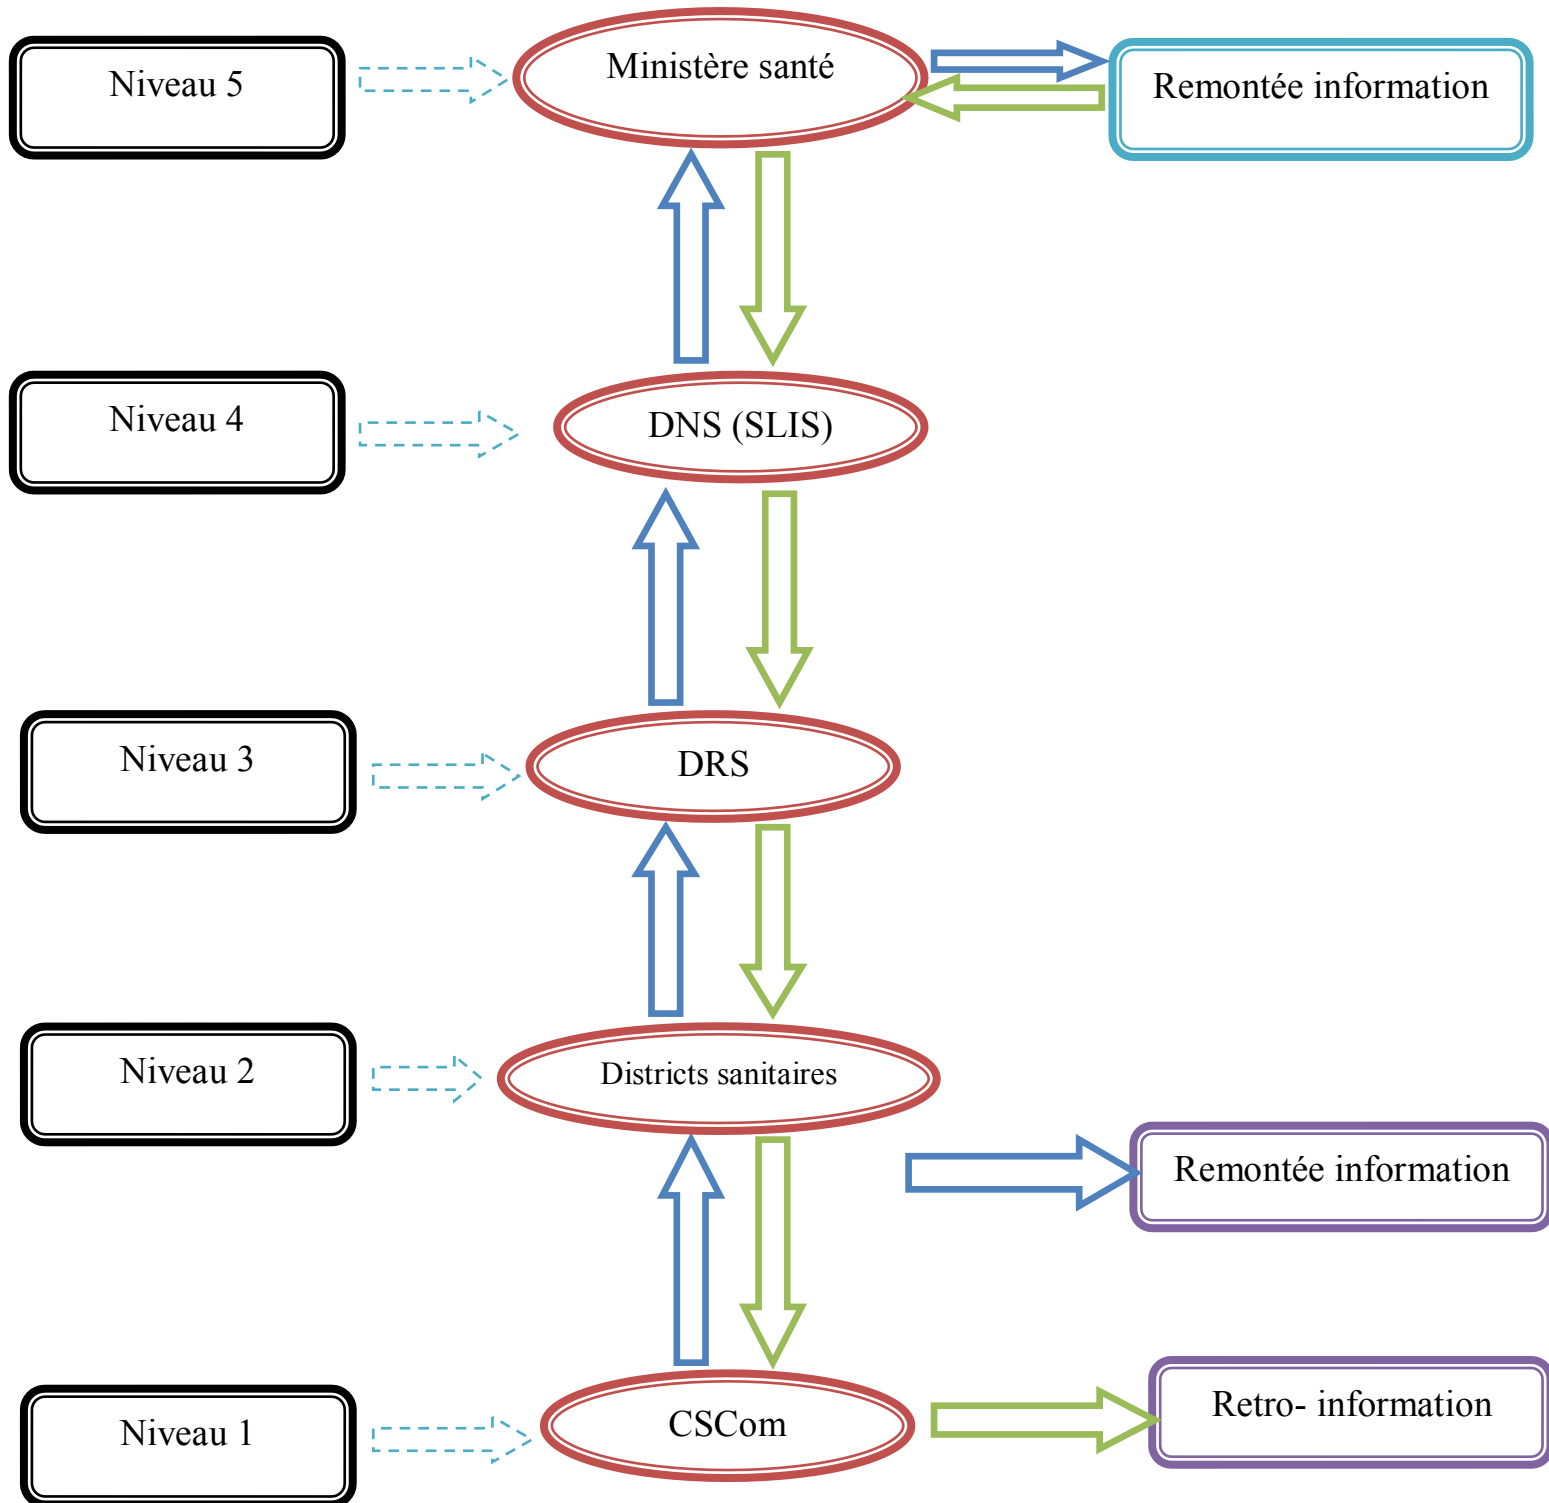 Niveau 5
Ministère santé
Remontée information
Niveau 4
DNS (SLIS)
Niveau 3
DRS
Niveau 2
Districts sanitaires
Remontée information
Niveau 1
CSCom
Retro- information